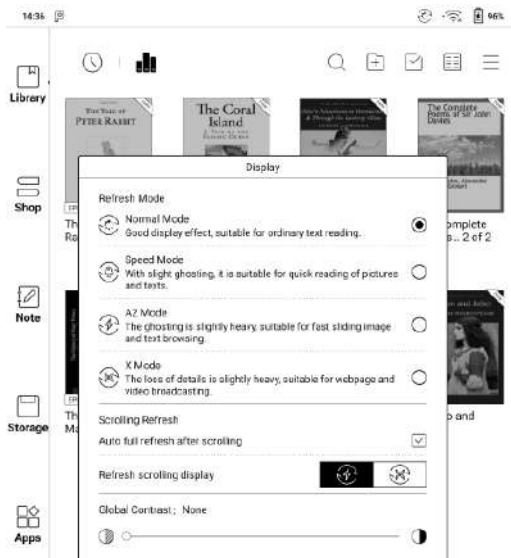 14:36
96%
Library
THE TALE OF
PETER RABBIT
The Coral
Island
The Complete
Poems of Sir John
Davies
Display
Refresh Mode
Shop
Normal Mode
Good display effect, suitable for ordinary text reading.
Th
Ra
omplete
s... 2 of 2
Speed Mode
With slight ghosting, it is suitable for quick reading of pictures
and texts.
Note
A2 Mode
The ghosting is slightly heavy, suitable for fast sliding image
and text browsing.
X Mode
The loss of details is slightly heavy, suitable for webpage and
video broadcasting.
Th
Ma
o and
Storage
Scrolling Refresh
Auto full refresh after scrolling
Refresh scrolling display
Global Contrast: None
Apps